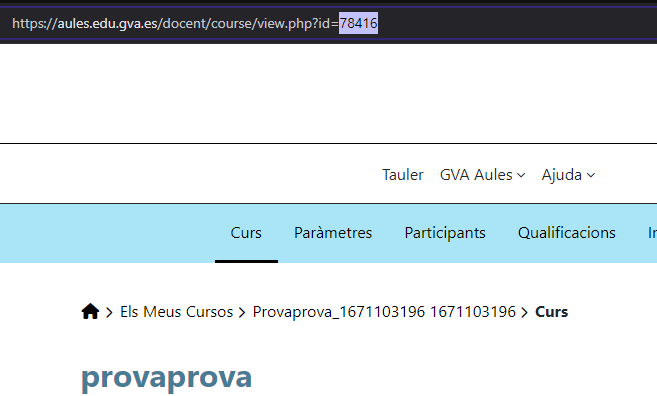 https://aules.edu.gva.es/docent/course/view.php?id=78416
Tauler GVA Aules Ajuda
Curs Paràmetres Participants Qualificacions
Els Meus Cursos Provaprova_1671103196 1671103196 Curs
provaprova